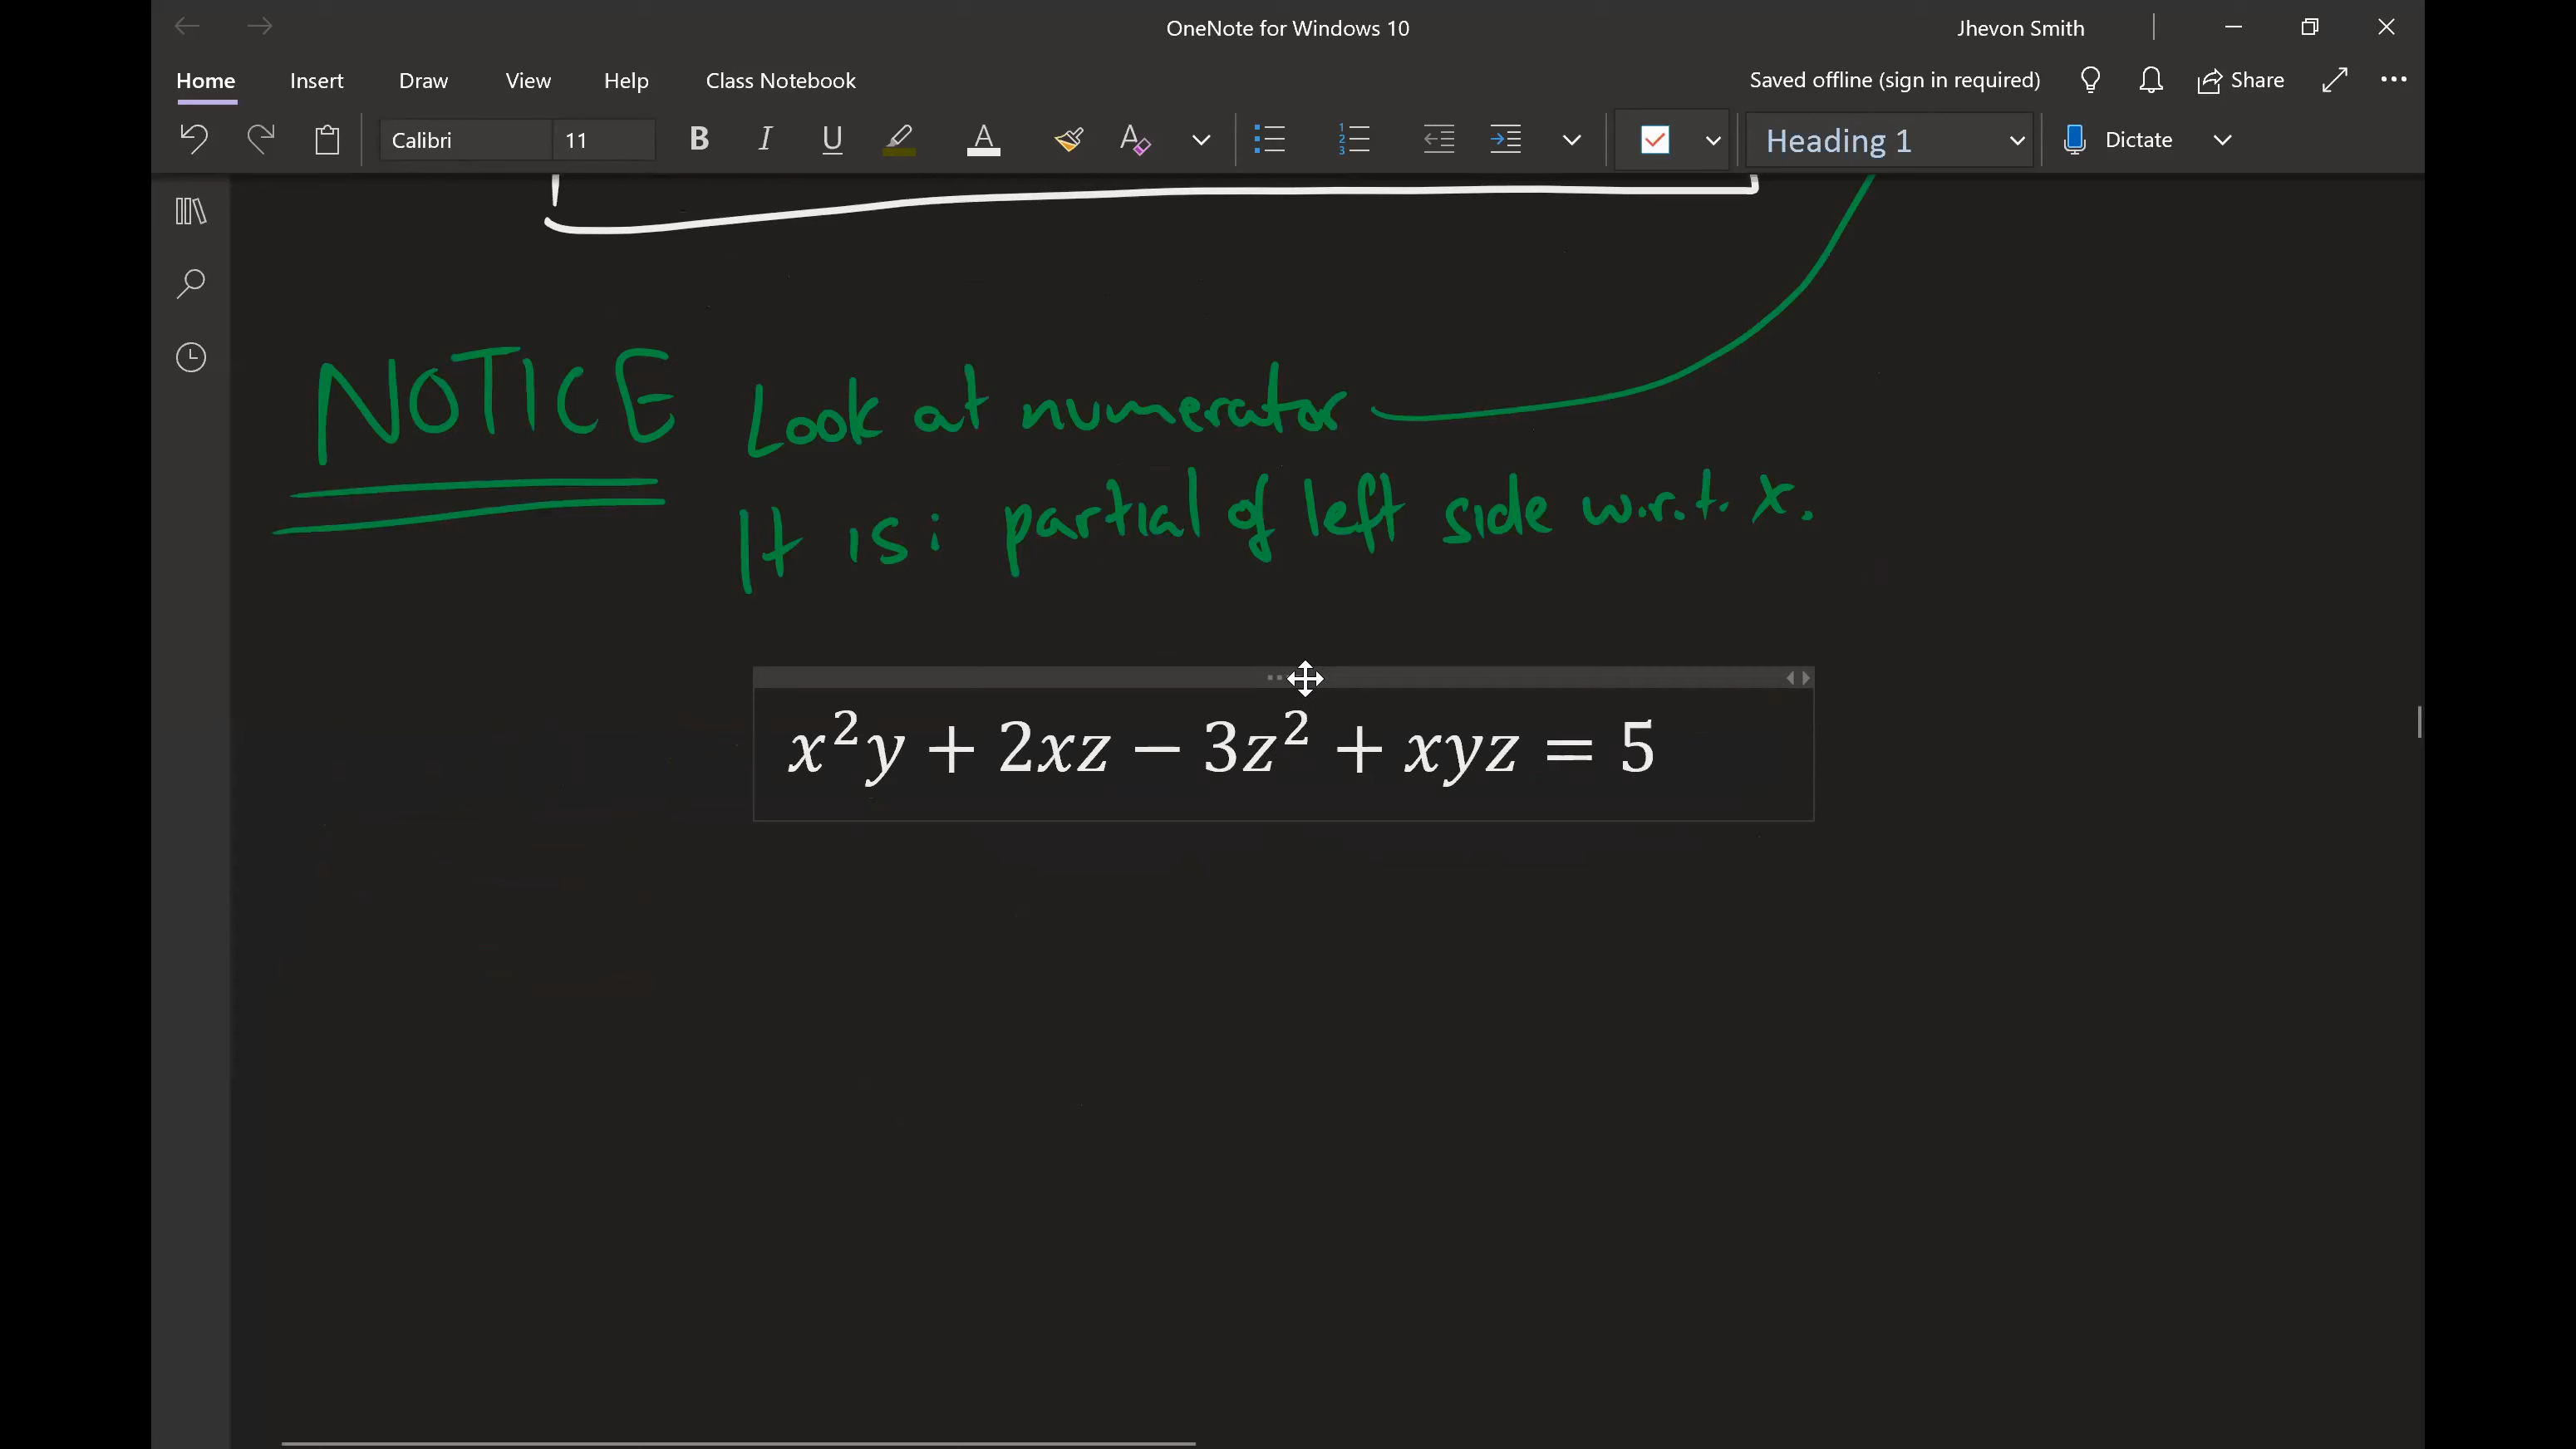 OneNote for Windows 10
Jhevon Smith
Home Insert Draw View Help Class Notebook
Saved offline (sign in required) Share
Calibri 11 B I U A A Heading 1 Dictate
NOTICE Look at numerator
It is: partial of left side w.r.t. x.
x²y + 2xz − 3z² + xyz = 5